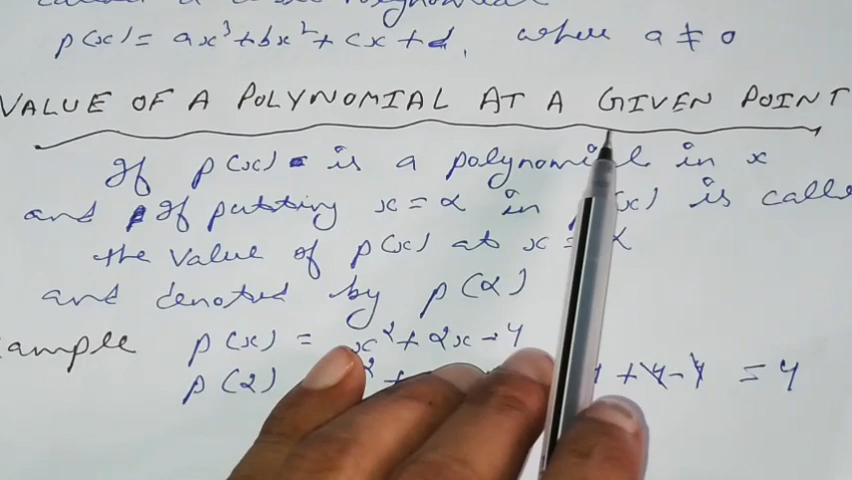 p(x) = ax³+bx²+cx+d, where a ≠ 0
VALUE OF A POLYNOMIAL AT A GIVEN POINT
If p(x) is a polynomial in x
and If putting x=α in p(x) is calle
the value of p(x) at x = α
and denoted by p(α)
ample p(x) = x²+2x-4
p(2) ² + +4-4 = 4